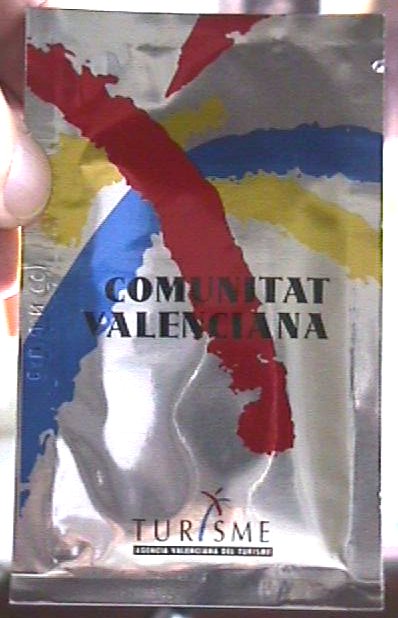 COMUNITAT
VALENCIANA
TURISME
AGENCIA VALENCIANA DEL TURISME